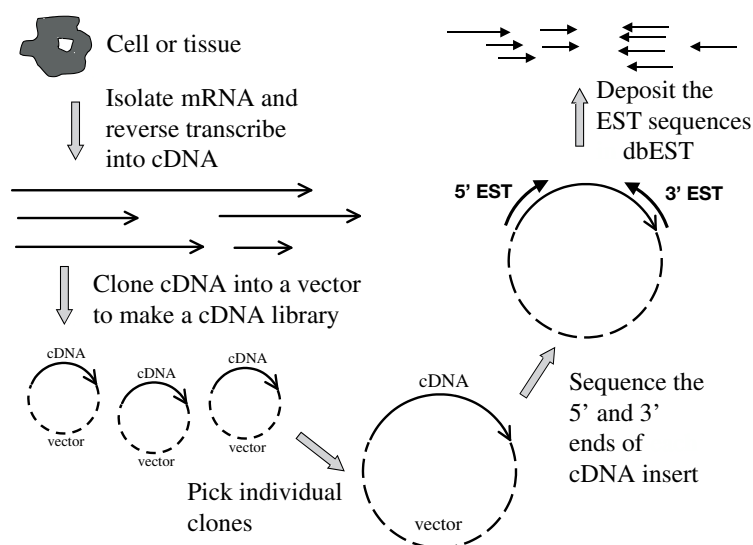 Cell or tissue
Isolate mRNA and
reverse transcribe
into cDNA
Clone cDNA into a vector
to make a cDNA library
cDNA
vector
cDNA
vector
cDNA
vector
Pick individual
clones
cDNA
vector
Sequence the
5’ and 3’
ends of
cDNA insert
5’ EST
3’ EST
Deposit the
EST sequences
dbEST